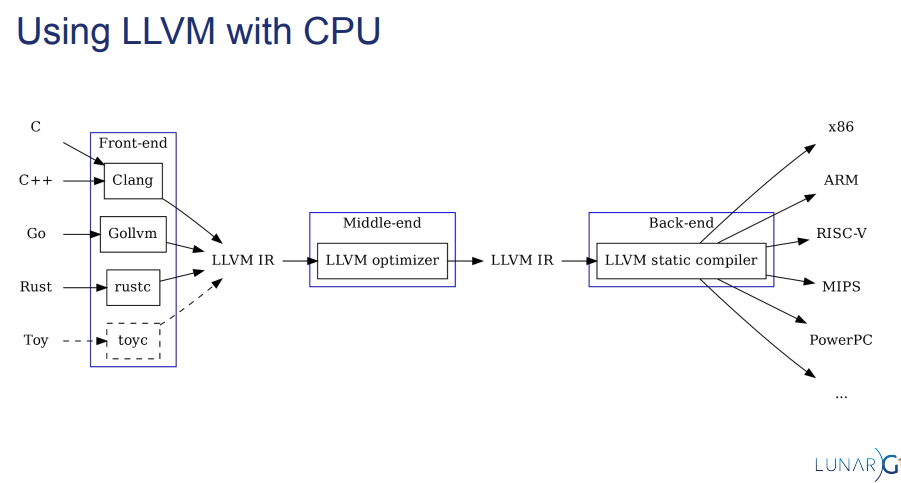 Using LLVM with CPU
C
C++
Go
Rust
Toy
Front-end
Clang
Gollvm
rustc
toyc
LLVM IR
Middle-end
LLVM optimizer
LLVM IR
Back-end
LLVM static compiler
x86
ARM
RISC-V
MIPS
PowerPC
...
LUNAR)G